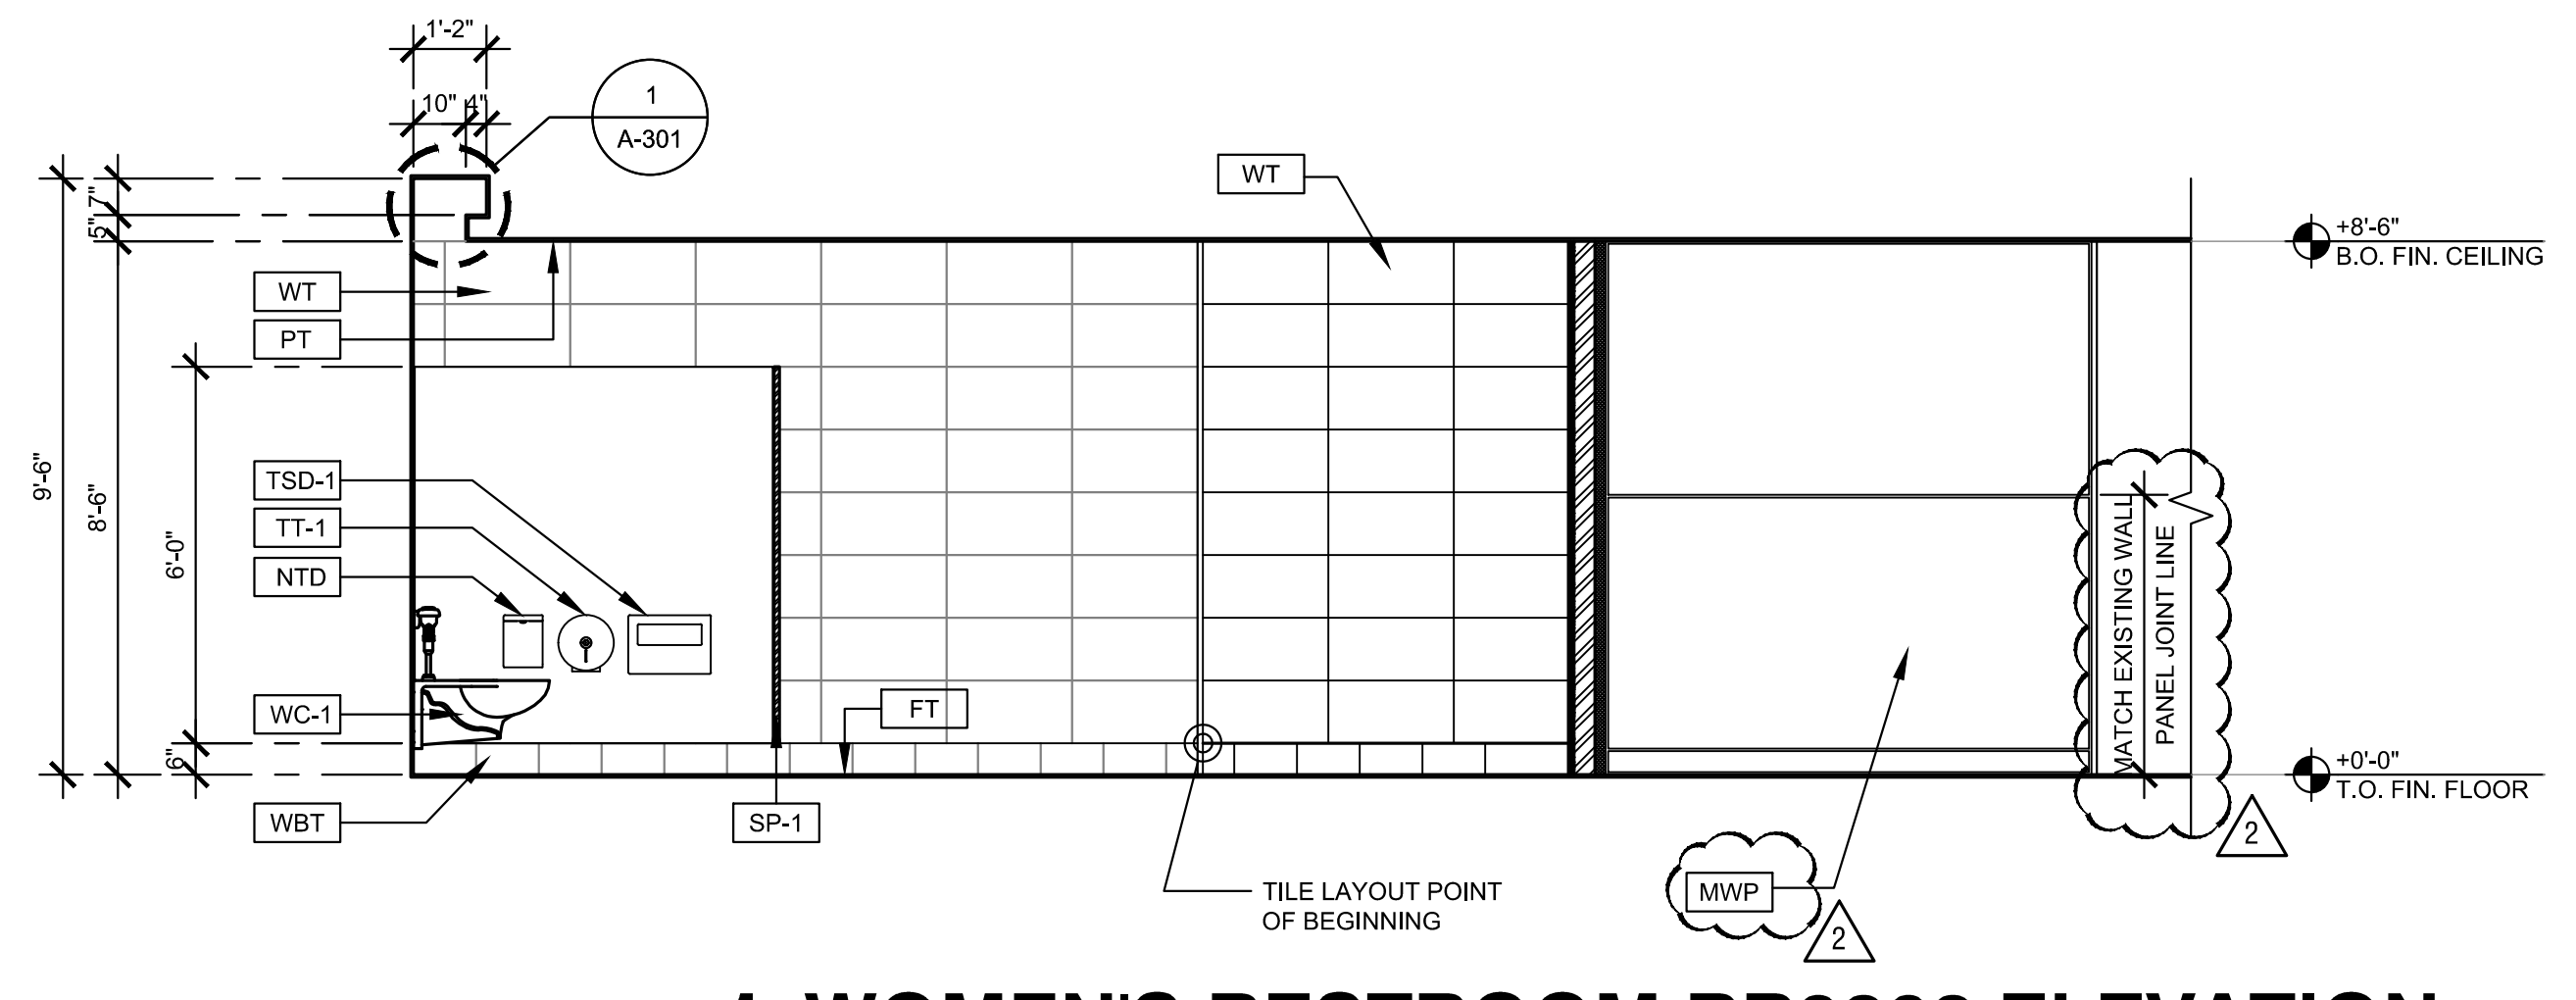 1'-2"
10" 4"
1
A-301
WT
7"
5"
+8'-6"
B.O. FIN. CEILING
WT
PT
9'-6"
8'-6"
6'-0"
TSD-1
TT-1
NTD
MATCH EXISTING WALL
PANEL JOINT LINE
WC-1
FT
6"
+0'-0"
T.O. FIN. FLOOR
WBT
SP-1
2
TILE LAYOUT POINT
OF BEGINNING
MWP
2